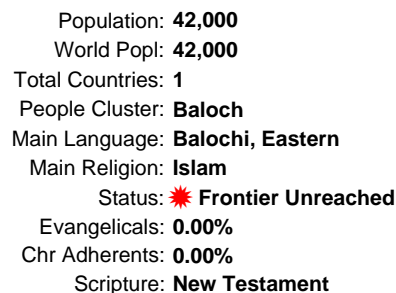 Population: 42,000
World Popl: 42,000
Total Countries: 1
People Cluster: Baloch
Main Language: Balochi, Eastern
Main Religion: Islam
Status: Frontier Unreached
Evangelicals: 0.00%
Chr Adherents: 0.00%
Scripture: New Testament